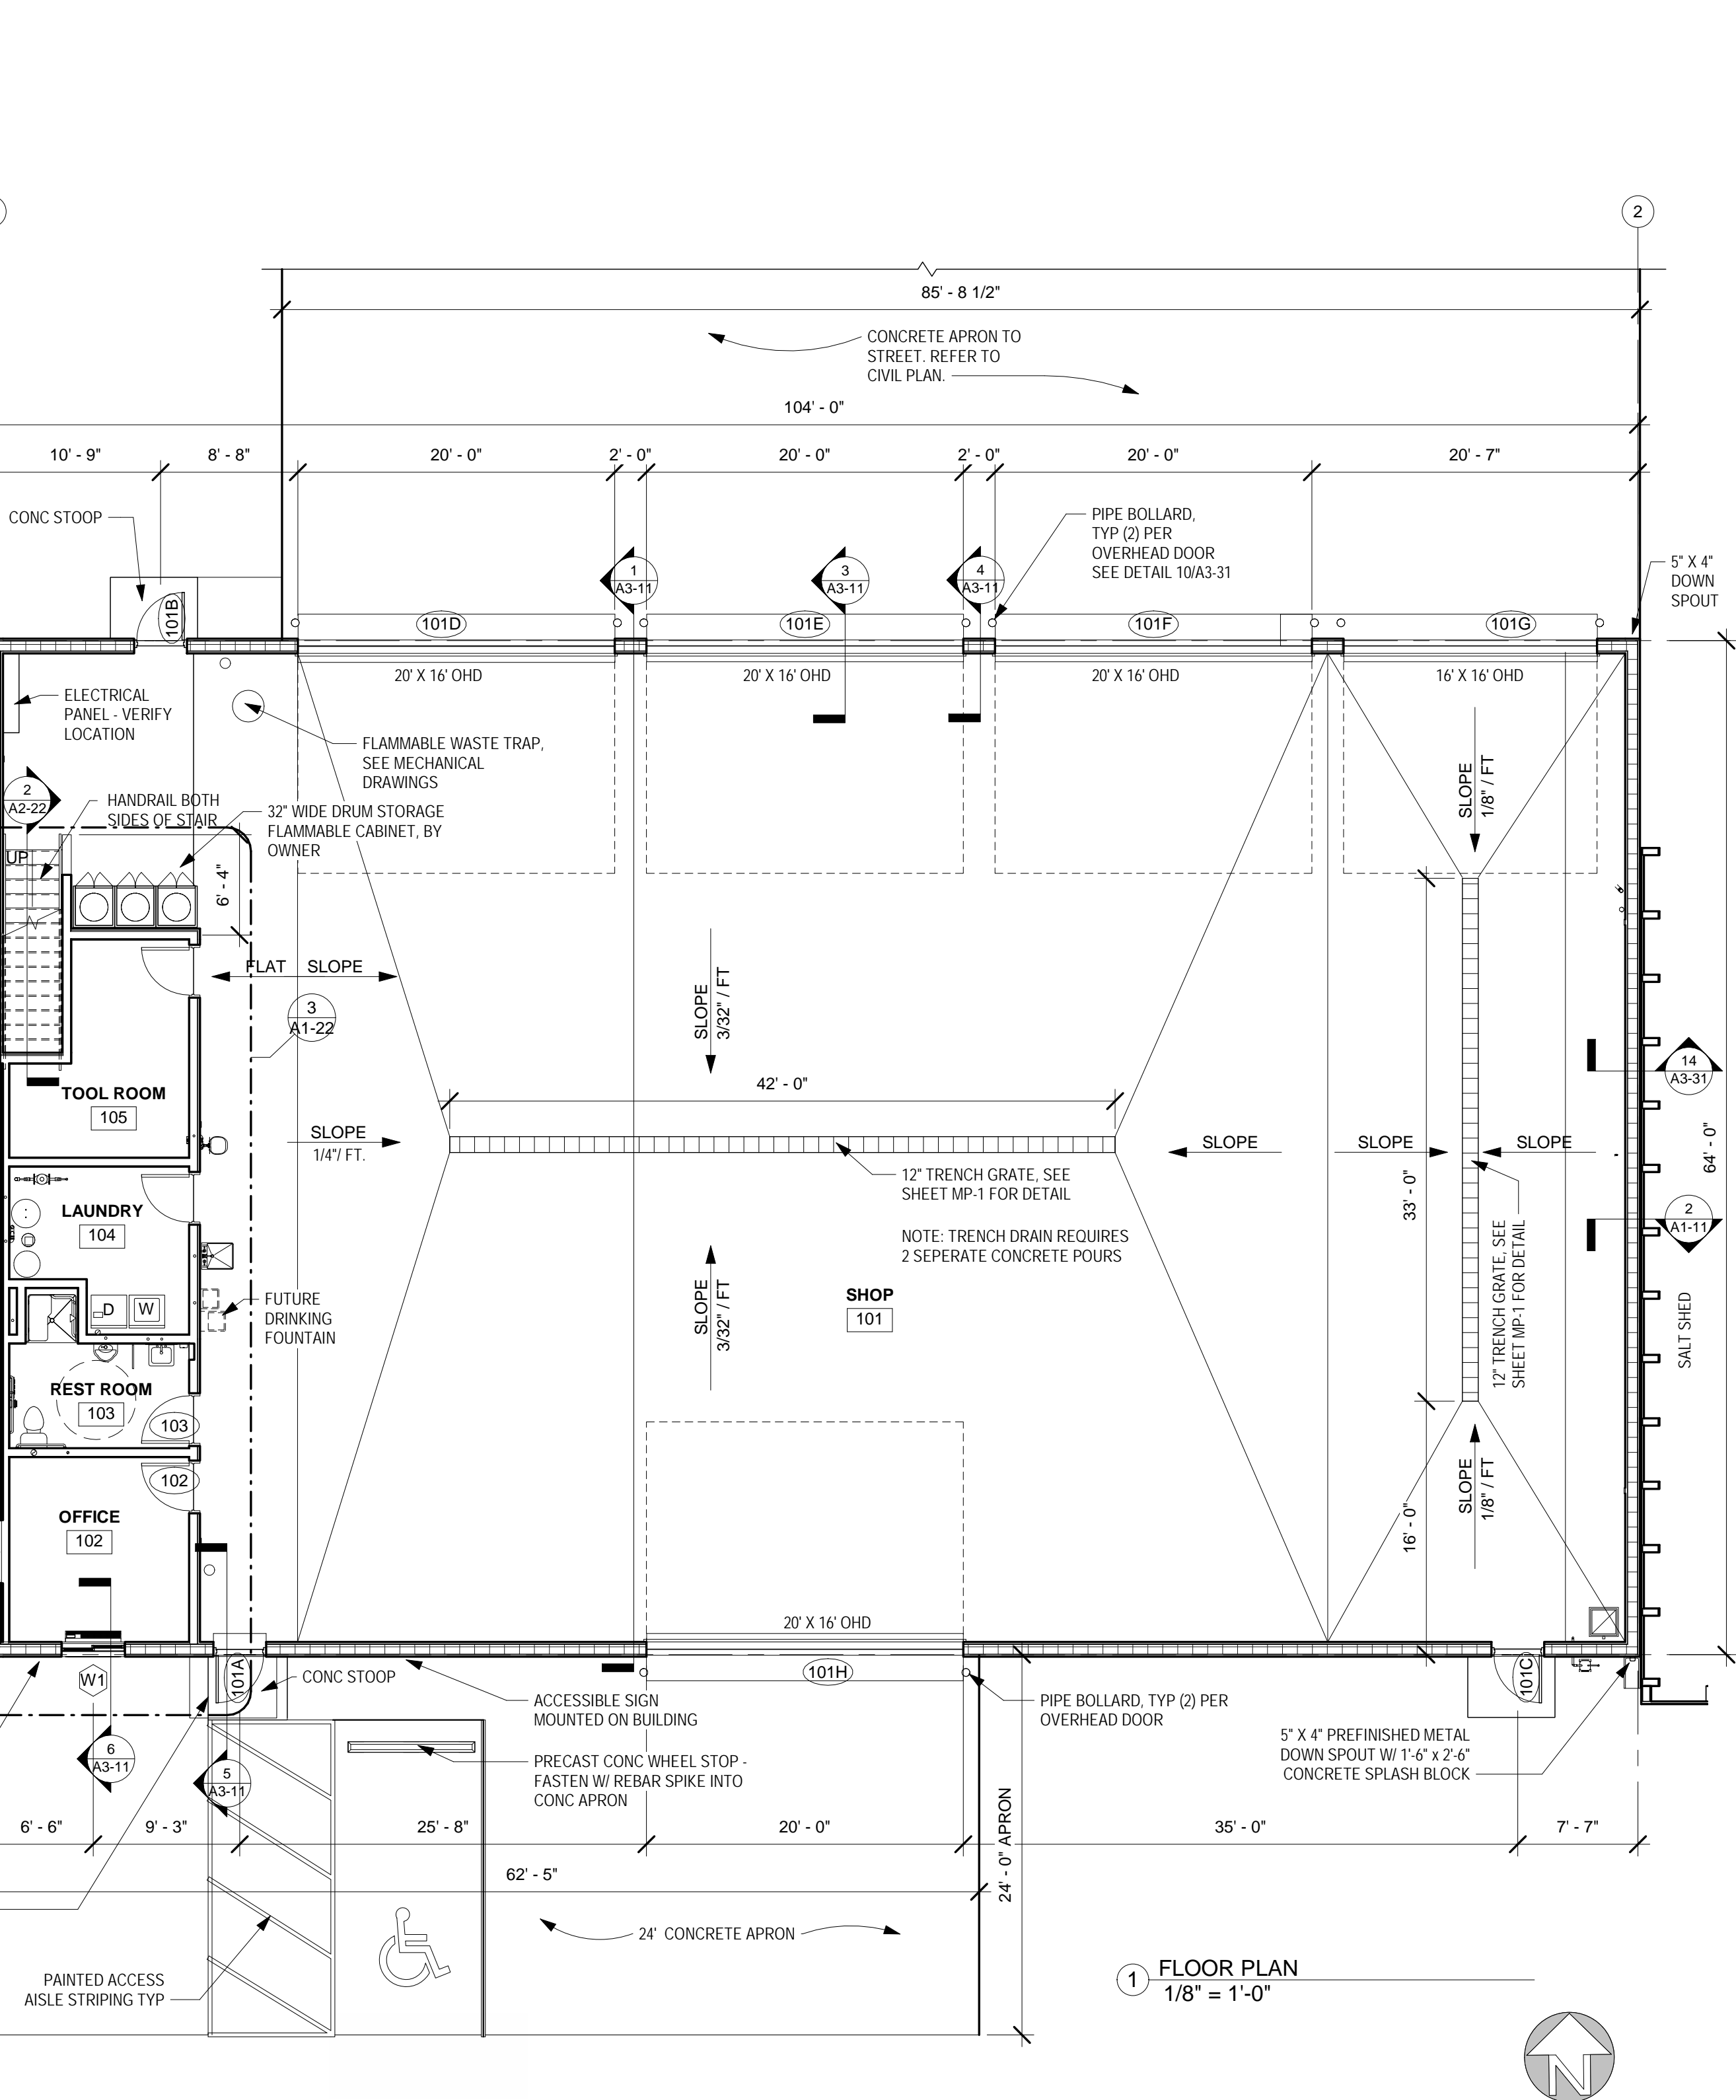 2
85' - 8 1/2"
CONCRETE APRON TO
STREET. REFER TO
CIVIL PLAN.
104' - 0"
10' - 9"
8' - 8"
20' - 0"
2' - 0"
20' - 0"
2' - 0"
20' - 0"
20' - 7"
CONC STOOP
PIPE BOLLARD,
TYP (2) PER
OVERHEAD DOOR
SEE DETAIL 10/A3-31
5" X 4"
DOWN
SPOUT
1
A3-11
3
A3-11
4
A3-11
101B
101D
101E
101F
101G
20' X 16' OHD
20' X 16' OHD
20' X 16' OHD
16' X 16' OHD
ELECTRICAL
PANEL - VERIFY
LOCATION
FLAMMABLE WASTE TRAP,
SEE MECHANICAL
DRAWINGS
2
A2-22
HANDRAIL BOTH
SIDES OF STAIR
32" WIDE DRUM STORAGE
FLAMMABLE CABINET, BY
OWNER
SLOPE
1/8" / FT
UP
6' - 4"
FLAT
SLOPE
3
A1-22
SLOPE
3/32" / FT
14
A3-31
TOOL ROOM
105
42' - 0"
SLOPE
1/4"/ FT.
SLOPE
SLOPE
SLOPE
64' - 0"
12" TRENCH GRATE, SEE
SHEET MP-1 FOR DETAIL
33' - 0"
LAUNDRY
104
NOTE: TRENCH DRAIN REQUIRES
2 SEPERATE CONCRETE POURS
12" TRENCH GRATE, SEE
SHEET MP-1 FOR DETAIL
2
A1-11
D
W
FUTURE
DRINKING
FOUNTAIN
SLOPE
3/32" / FT
SHOP
101
SALT SHED
REST ROOM
103
103
102
OFFICE
102
16' - 0"
SLOPE
1/8" / FT
20' X 16' OHD
W1
101A
CONC STOOP
101H
101C
ACCESSIBLE SIGN
MOUNTED ON BUILDING
PIPE BOLLARD, TYP (2) PER
OVERHEAD DOOR
6
A3-11
5
A3-11
PRECAST CONC WHEEL STOP -
FASTEN W/ REBAR SPIKE INTO
CONC APRON
5" X 4" PREFINISHED METAL
DOWN SPOUT W/ 1'-6" x 2'-6"
CONCRETE SPLASH BLOCK
6' - 6"
9' - 3"
25' - 8"
20' - 0"
24' - 0" APRON
35' - 0"
7' - 7"
62' - 5"
24' CONCRETE APRON
PAINTED ACCESS
AISLE STRIPING TYP
1
FLOOR PLAN
1/8" = 1'-0"
N